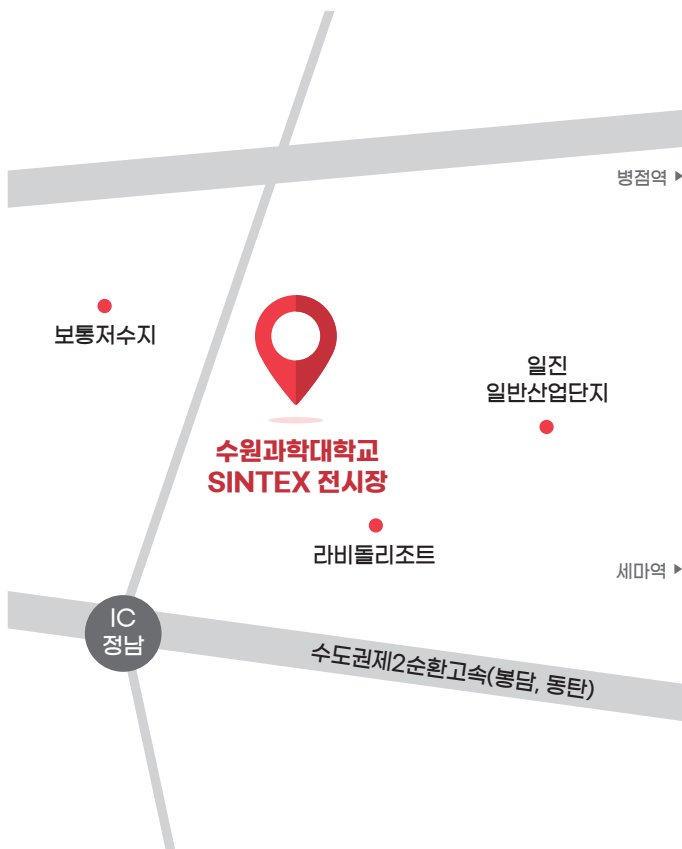 병점역
보통저수지
일진
일반산업단지
수원과학대학교
SINTEX 전시장
라비돌리조트
세마역
IC
정남
수도권제2순환고속(봉담, 동탄)